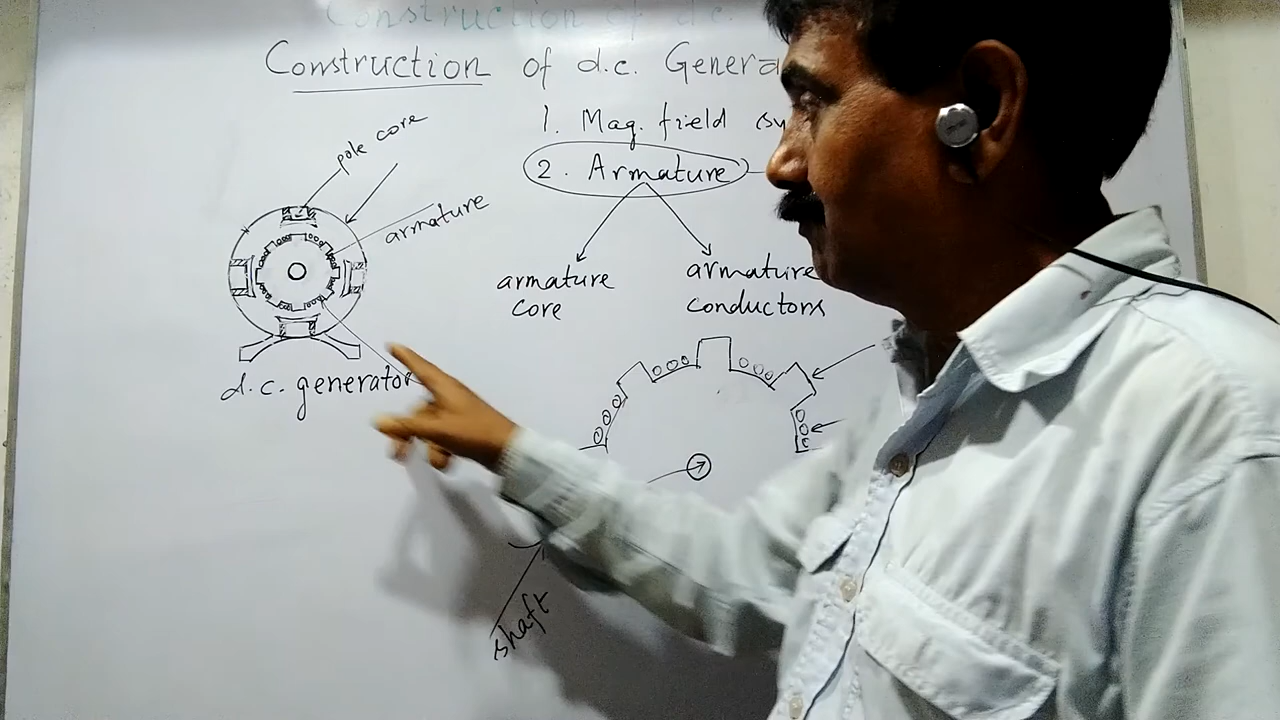 Construction of d.c.
Construction of d.c. Genera
1. Mag. field sy
2. Armature
pole core
armature
armature
core
armature
conductors
d.c. generator
shaft